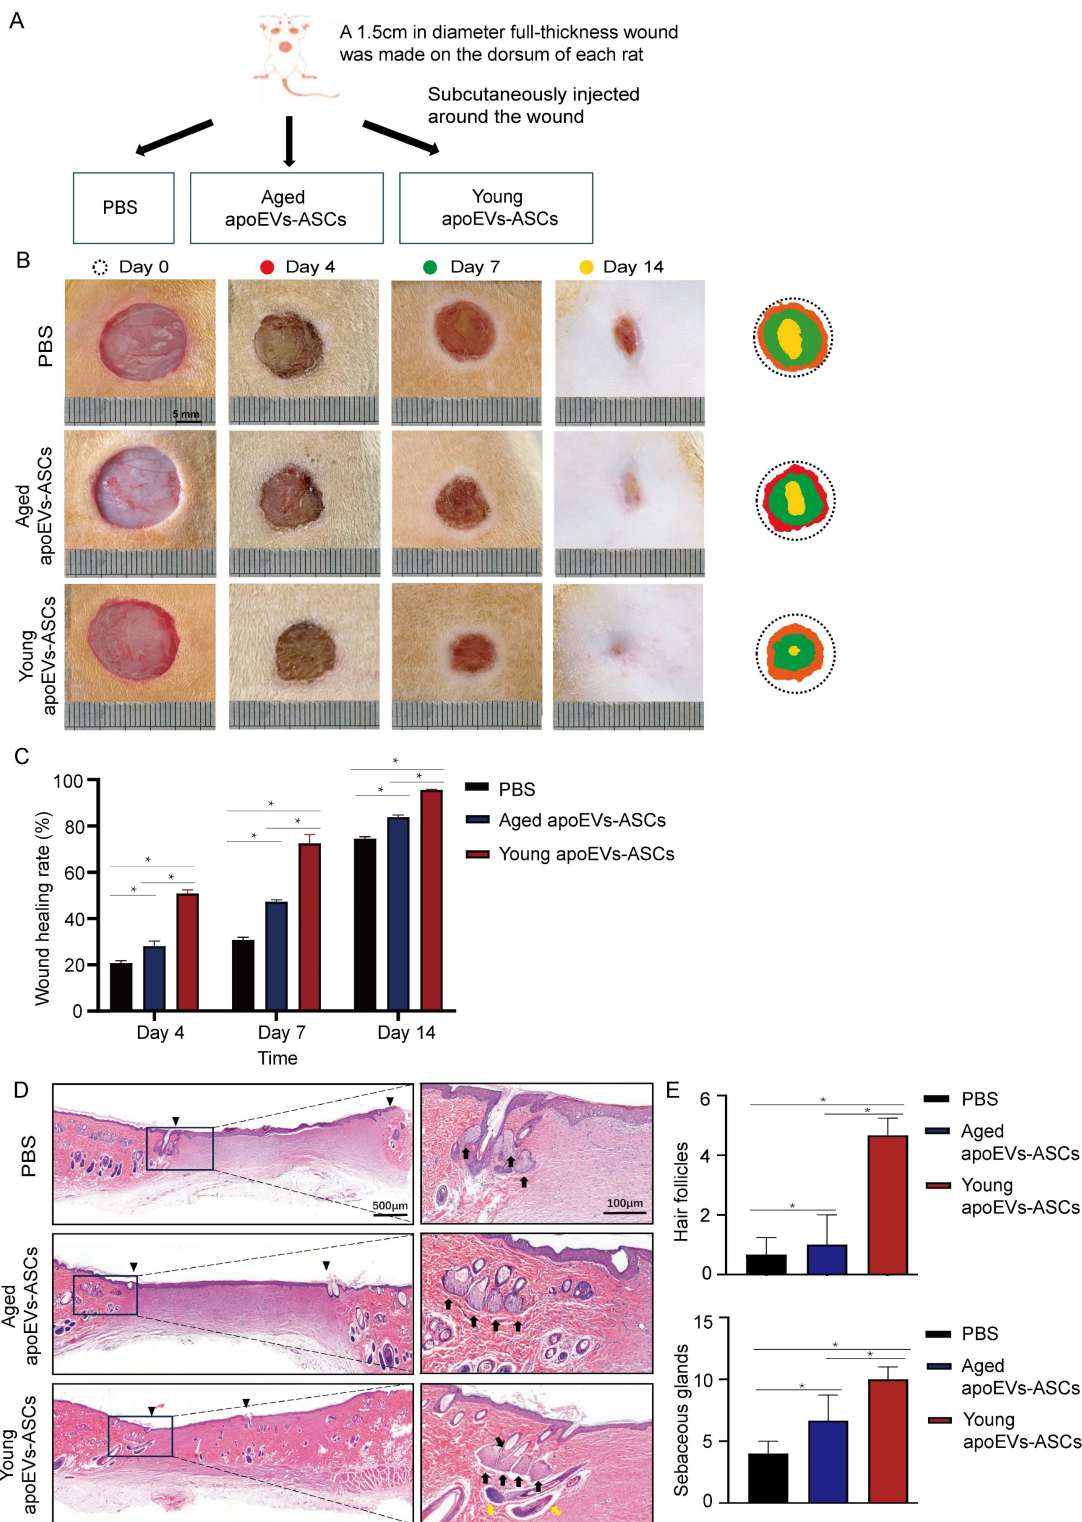 A
A 1.5cm in diameter full-thickness wound
was made on the dorsum of each rat
Subcutaneously injected
around the wound
PBS
Aged
apoEVs-ASCs
Young
apoEVs-ASCs
B
Day 0
Day 4
Day 7
Day 14
PBS
5 mm
Aged
apoEVs-ASCs
Young
apoEVs-ASCs
C
Wound healing rate (%)
100
80
60
40
20
0
* * *
* * *
* * *
Day 4
Day 7
Day 14
Time
PBS
Aged apoEVs-ASCs
Young apoEVs-ASCs
D
PBS
500μm
100μm
Aged
apoEVs-ASCs
Young
apoEVs-ASCs
E
Hair follicles
6
4
2
0
* * *
PBS
Aged
apoEVs-ASCs
Young
apoEVs-ASCs
Sebaceous glands
15
10
5
0
* * *
PBS
Aged
apoEVs-ASCs
Young
apoEVs-ASCs